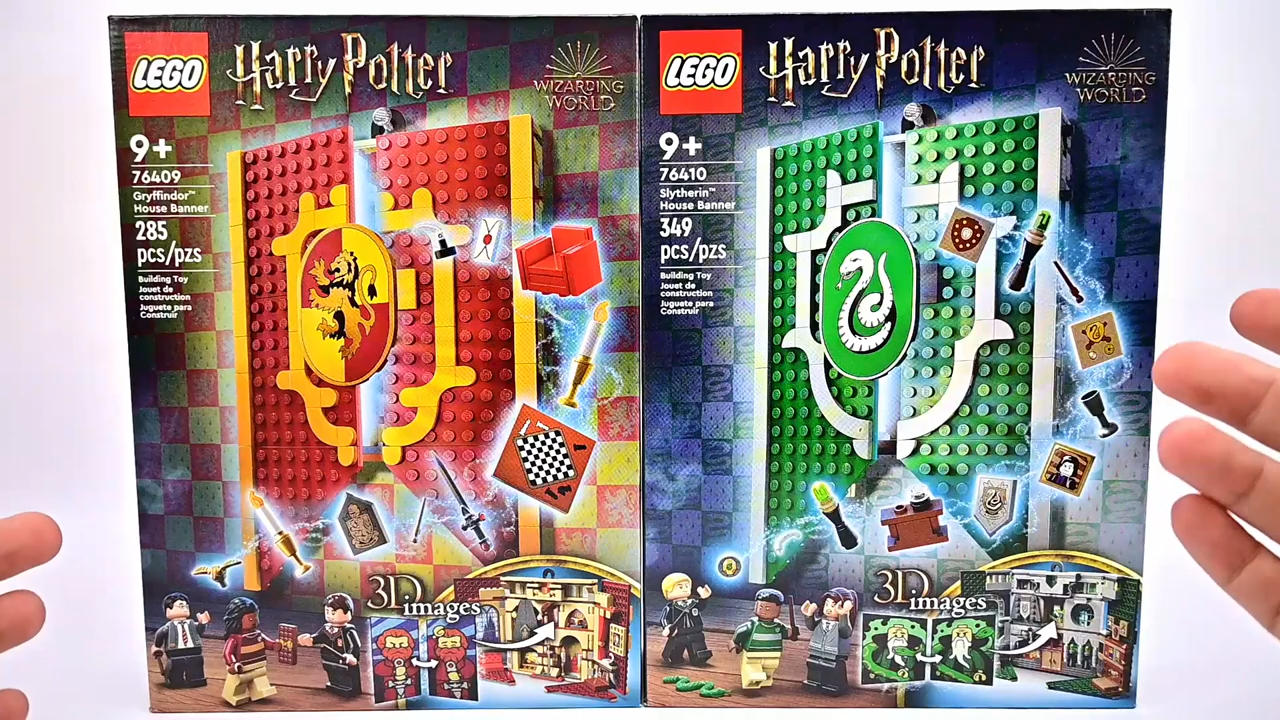 LEGO
Harry Potter
WIZARDING
WORLD
9+
76409
Gryffindor™
House Banner
285
pcs/pzs
Building Toy
Jouet de
construction
Juguete para
Construir
3D
images
LEGO
Harry Potter
WIZARDING
WORLD
9+
76410
Slytherin™
House Banner
349
pcs/pzs
Building Toy
Jouet de
construction
Juguete para
Construir
3D
images